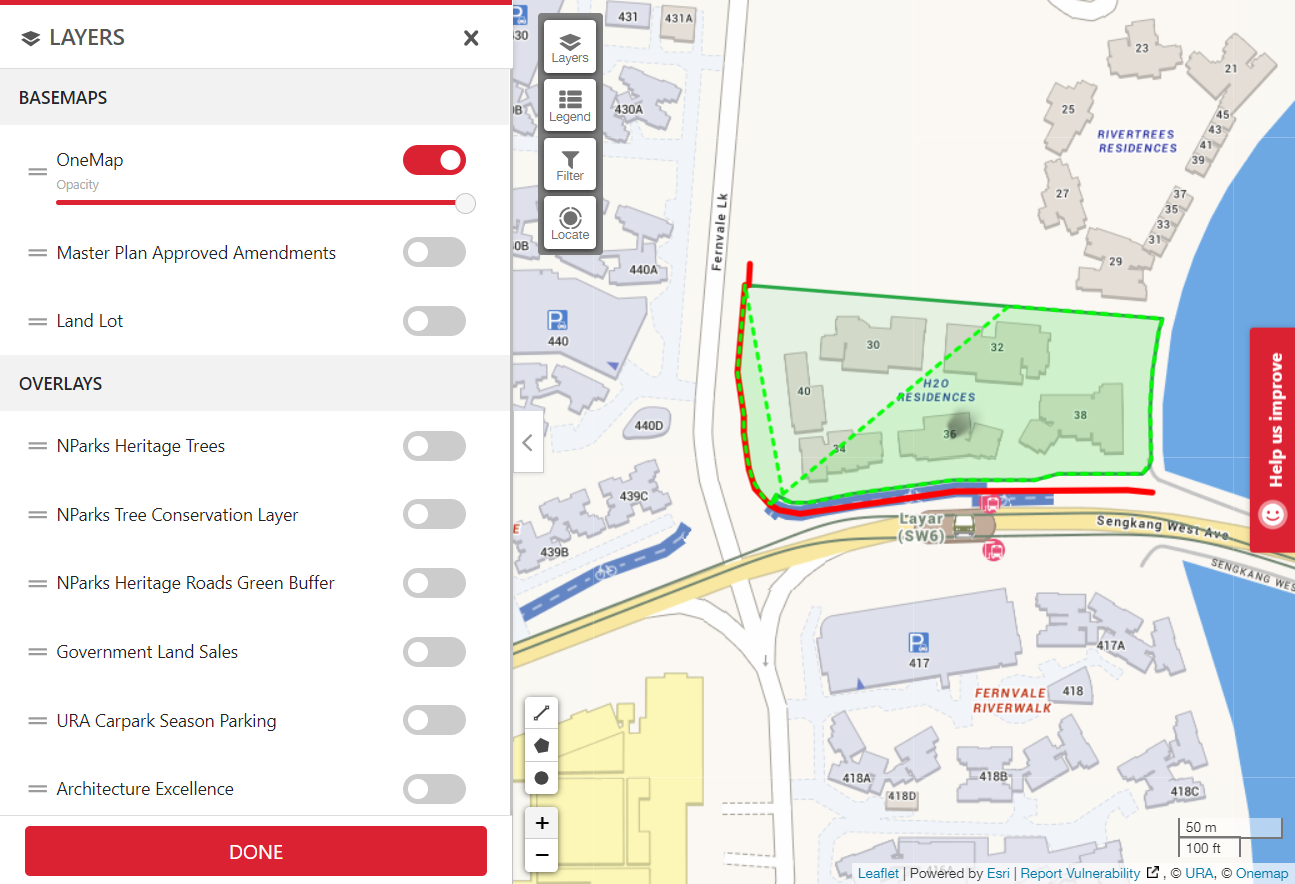 LAYERS
BASEMAPS
OneMap
Opacity
Master Plan Approved Amendments
Land Lot
OVERLAYS
NParks Heritage Trees
NParks Tree Conservation Layer
NParks Heritage Roads Green Buffer
Government Land Sales
URA Carpark Season Parking
Architecture Excellence
DONE
Layers
Legend
Filter
Locate
431
431A
430A
440A
P
440
440D
439C
439B
Fernvale Lk
23
21
25
45
43
41
39
RIVERTREES
RESIDENCES
27
37
35
33
31
29
30
32
40
H2O
RESIDENCES
38
36
34
Layar
(SW6)
Sengkang West Ave
SENGKANG WES
Help us improve
P
417
417A
418
FERNVALE
RIVERWALK
418A
418B
418D
418C
+
−
50 m
100 ft
Leaflet | Powered by Esri | Report Vulnerability , © URA, © Onemap